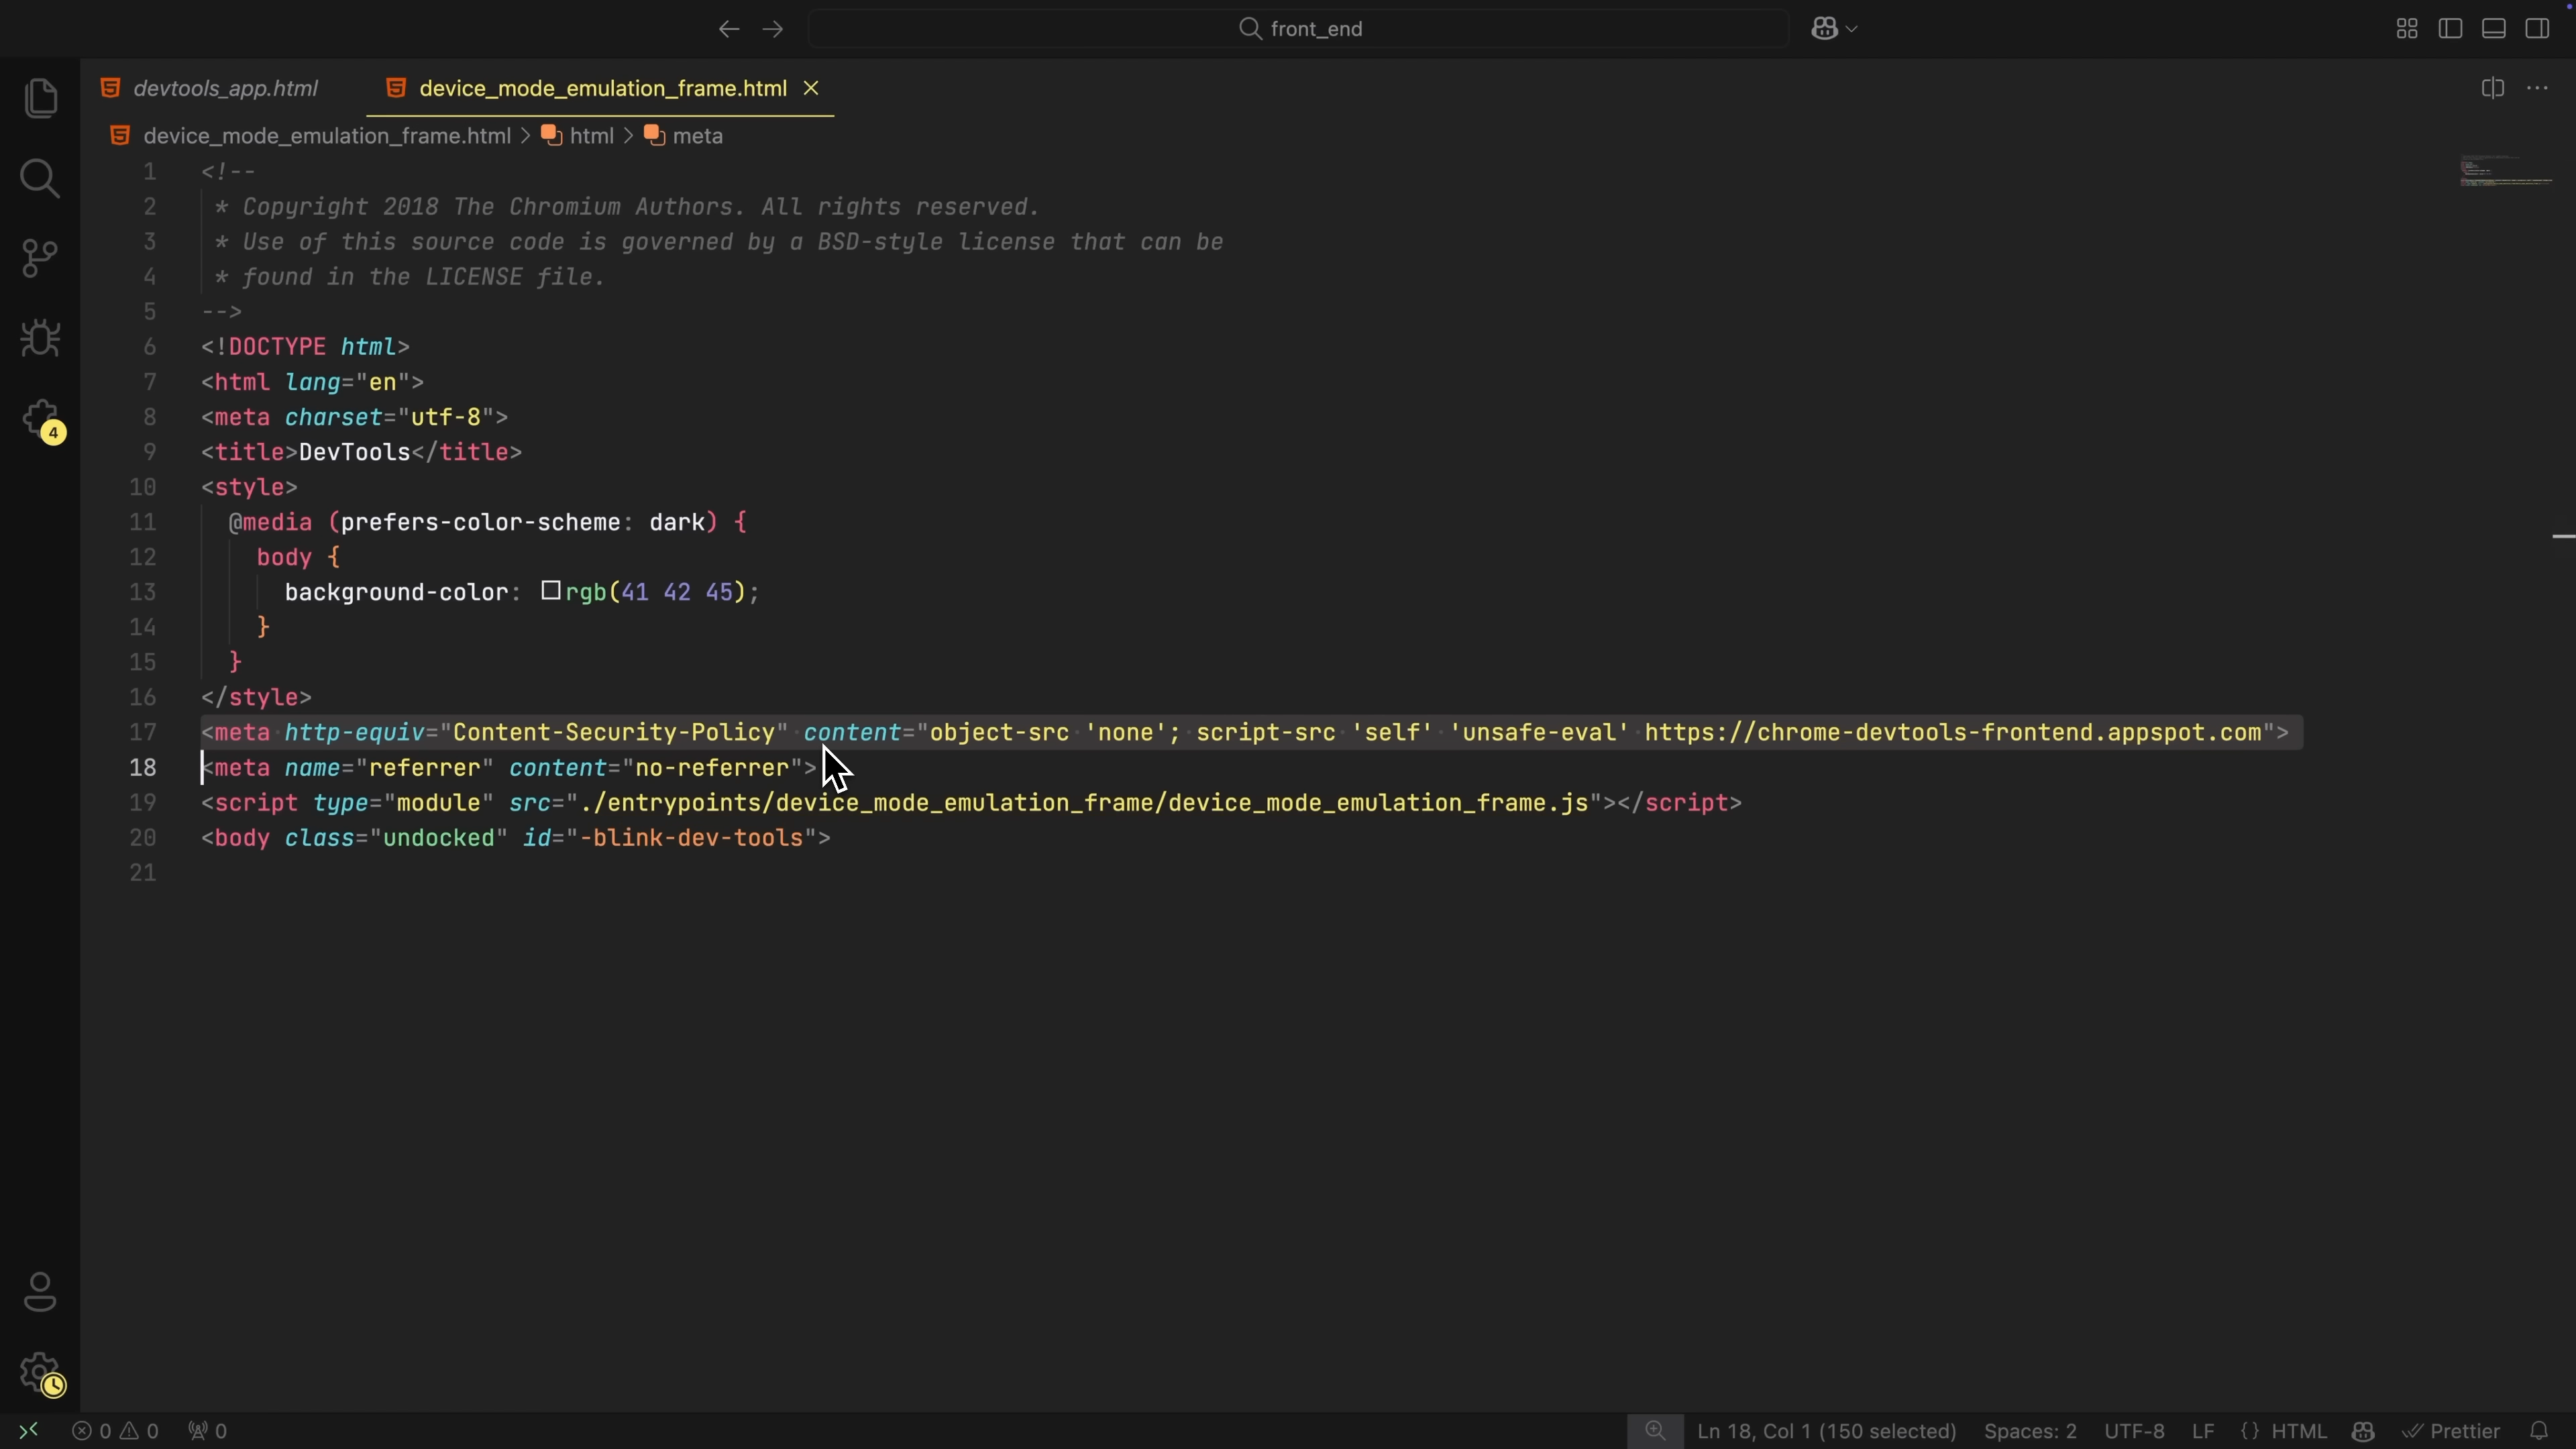 front_end
devtools_app.html
device_mode_emulation_frame.html
device_mode_emulation_frame.html > html > meta
1 <!--
2 * Copyright 2018 The Chromium Authors. All rights reserved.
3 * Use of this source code is governed by a BSD-style license that can be
4 * found in the LICENSE file.
5 -->
6 <!DOCTYPE html>
7 <html lang="en">
8 <meta charset="utf-8">
9 <title>DevTools</title>
10 <style>
11 @media (prefers-color-scheme: dark) {
12 body {
13 background-color: rgb(41 42 45);
14 }
15 }
16 </style>
17 <meta http-equiv="Content-Security-Policy" content="object-src 'none'; script-src 'self' 'unsafe-eval' https://chrome-devtools-frontend.appspot.com">
18 <meta name="referrer" content="no-referrer">
19 <script type="module" src="./entrypoints/device_mode_emulation_frame/device_mode_emulation_frame.js"></script>
20 <body class="undocked" id="-blink-dev-tools">
21
4
0 0 0 Ln 18, Col 1 (150 selected) Spaces: 2 UTF-8 LF {} HTML Prettier